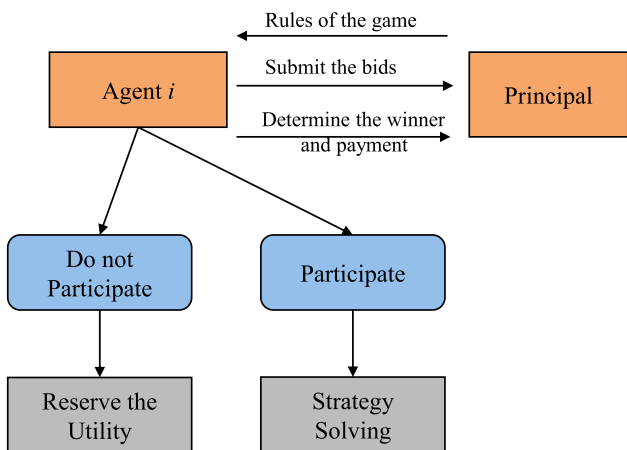 Rules of the game
Agent i
Submit the bids
Principal
Determine the winner
and payment
Do not
Participate
Participate
Reserve the
Utility
Strategy
Solving